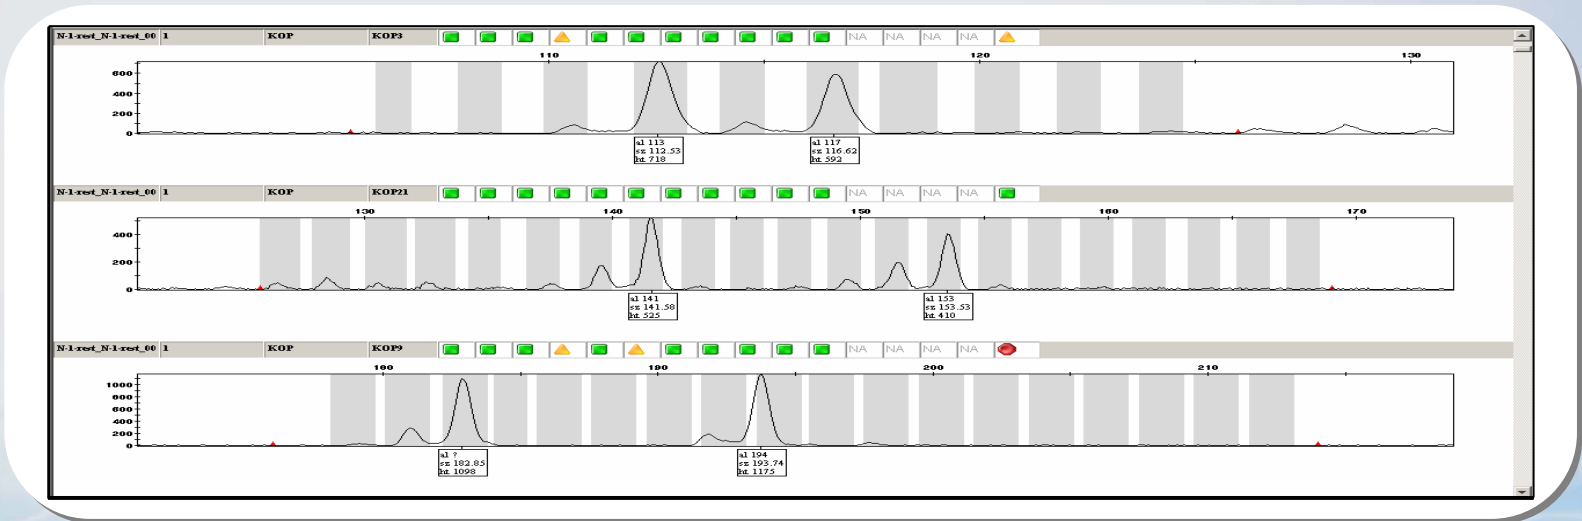 N-1-rest_N-1-rest_00 1 KOP KOP3 NA NA NA NA
110 120 130
600
400
200
0
al 113
sz 112.53
ht 718
al 117
sz 116.62
ht 592
N-1-rest_N-1-rest_00 1 KOP KOP21 NA NA NA NA
130 140 150 160 170
400
200
0
al 141
sz 141.58
ht 525
al 153
sz 153.53
ht 410
N-1-rest_N-1-rest_00 1 KOP KOP9 NA NA NA NA
180 190 200 210
1000
800
600
400
200
0
al ?
sz 182.85
ht 1098
al 194
sz 193.74
ht 1175